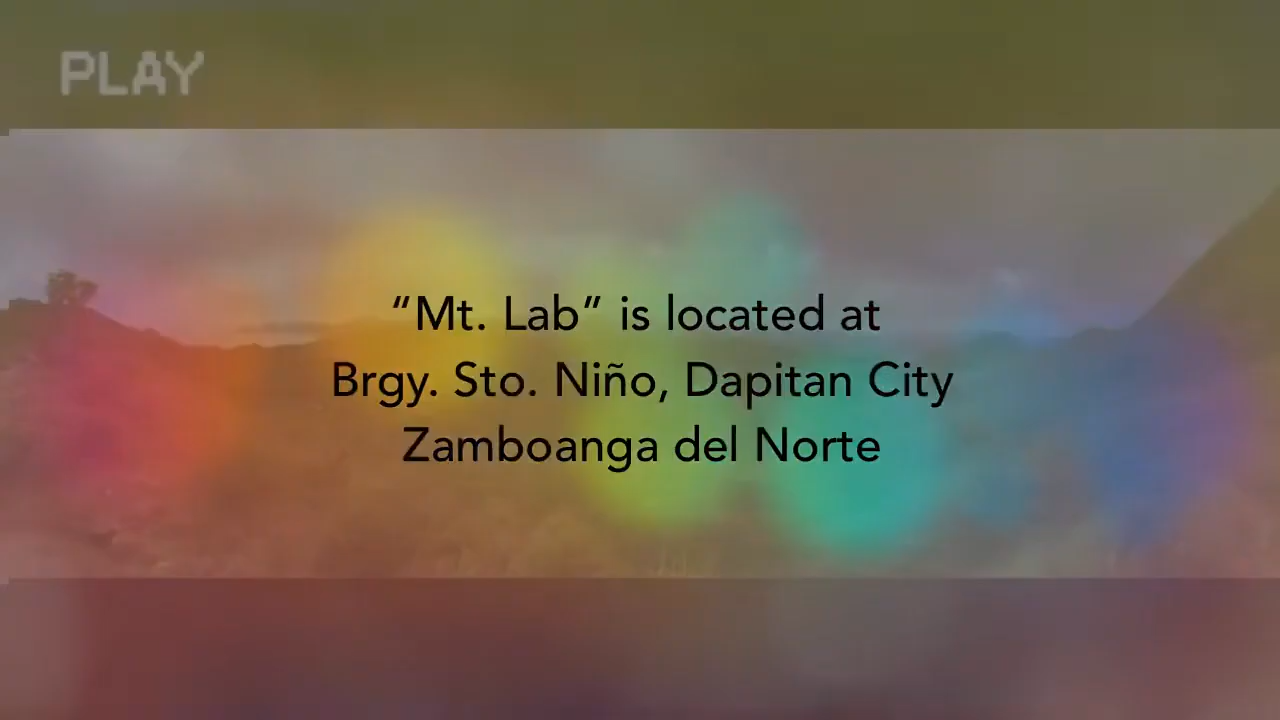 PLAY
“Mt. Lab” is located at
Brgy. Sto. Niño, Dapitan City
Zamboanga del Norte